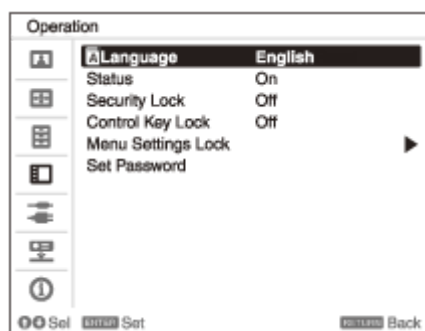 Operation
Language English
Status On
Security Lock Off
Control Key Lock Off
Menu Settings Lock
Set Password
Sel ENTER Set RETURN Back